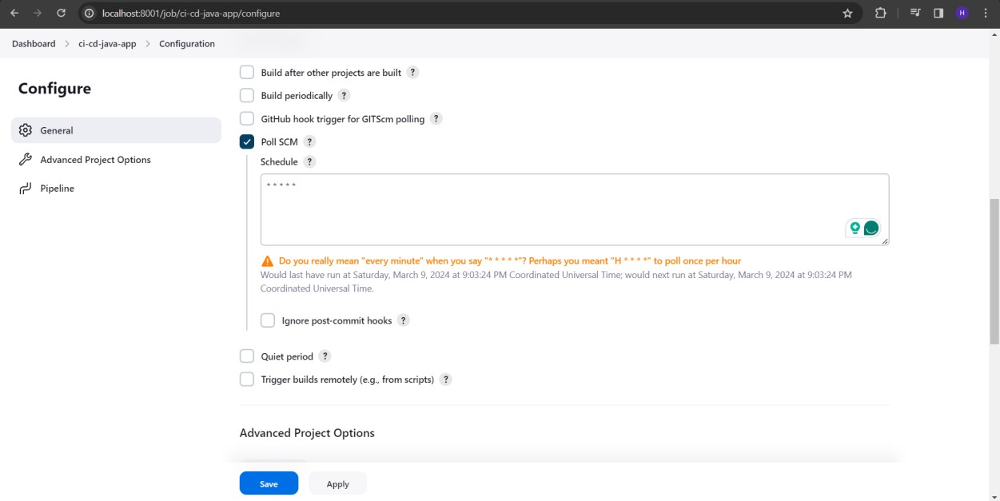 localhost:8001/job/ci-cd-java-app/configure
H
Dashboard > ci-cd-java-app > Configuration
Configure
General
Advanced Project Options
Pipeline
Build after other projects are built ?
Build periodically ?
GitHub hook trigger for GITScm polling ?
Poll SCM ?
Schedule ?
* * * * *
Do you really mean "every minute" when you say "* * * * *"? Perhaps you meant "H * * * *" to poll once per hour
Would last have run at Saturday, March 9, 2024 at 9:03:24 PM Coordinated Universal Time; would next run at Saturday, March 9, 2024 at 9:03:24 PM
Coordinated Universal Time.
Ignore post-commit hooks ?
Quiet period ?
Trigger builds remotely (e.g., from scripts) ?
Advanced Project Options
Save
Apply